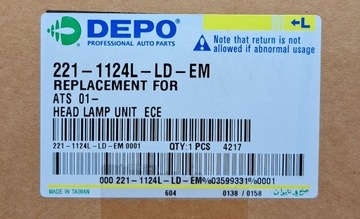 DEPO
PROFESSIONAL AUTO PARTS
←L
Note that return is not
allowed if abnormal usage
221-1124L-LD-EM
REPLACEMENT FOR
ATS 01-
HEAD LAMP UNIT ECE
221-1124L-LD-EM 0001 QTY:1 PCS 4217
000 221-1124L-LD-EM%03599331%0001
MADE IN TAIWAN 604 0138 / 0158